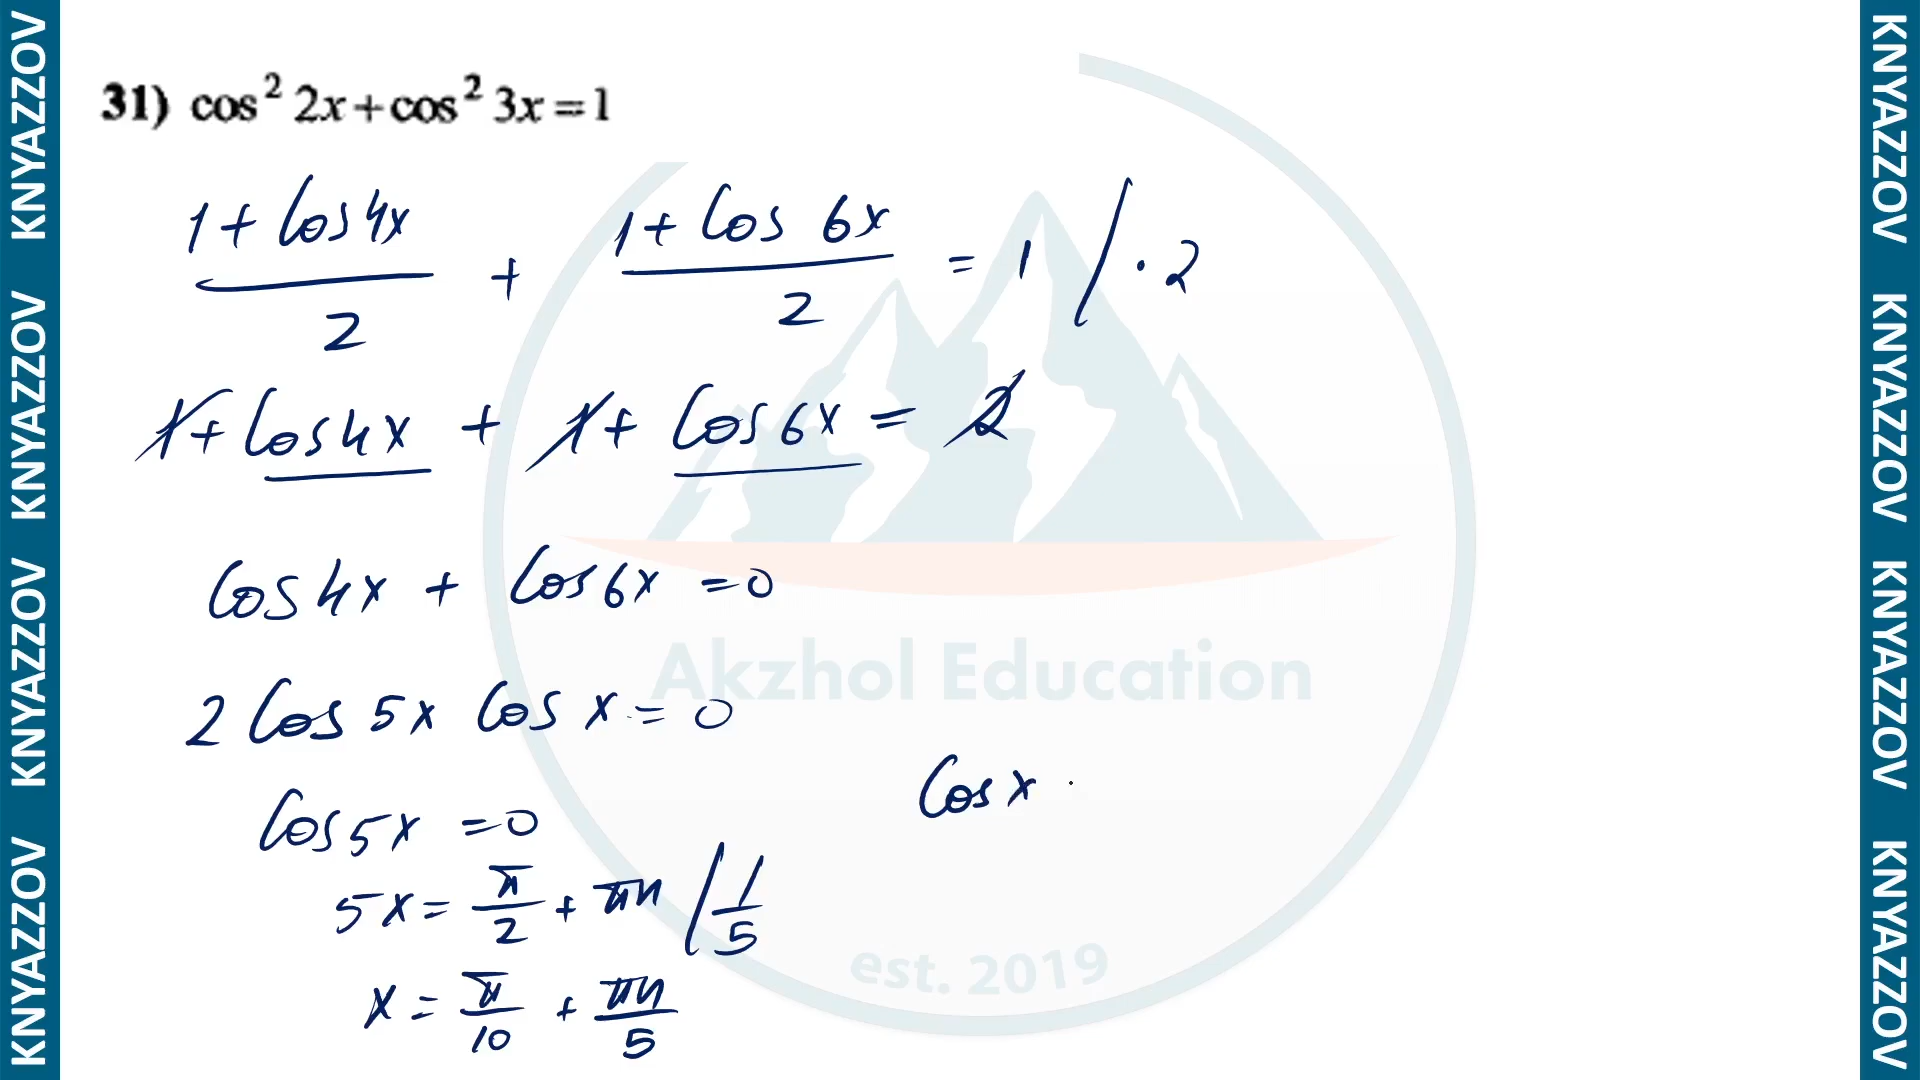 31) cos² 2x + cos² 3x = 1
(1 + Cos 4x)/2 + (1 + Cos 6x)/2 = 1 / · 2
1 + Cos 4x + 1 + Cos 6x = 2
Cos 4x + Cos 6x = 0
2 Cos 5x Cos x = 0
Cos x
Cos 5x = 0
5x = π/2 + πn / 1/5
x = π/10 + πn/5
Akzhol Education
est. 2019
KNYAZZOV KNYAZZOV KNYAZZOV KNYAZZOV
KNYAZZOV KNYAZZOV KNYAZZOV KNYAZZOV